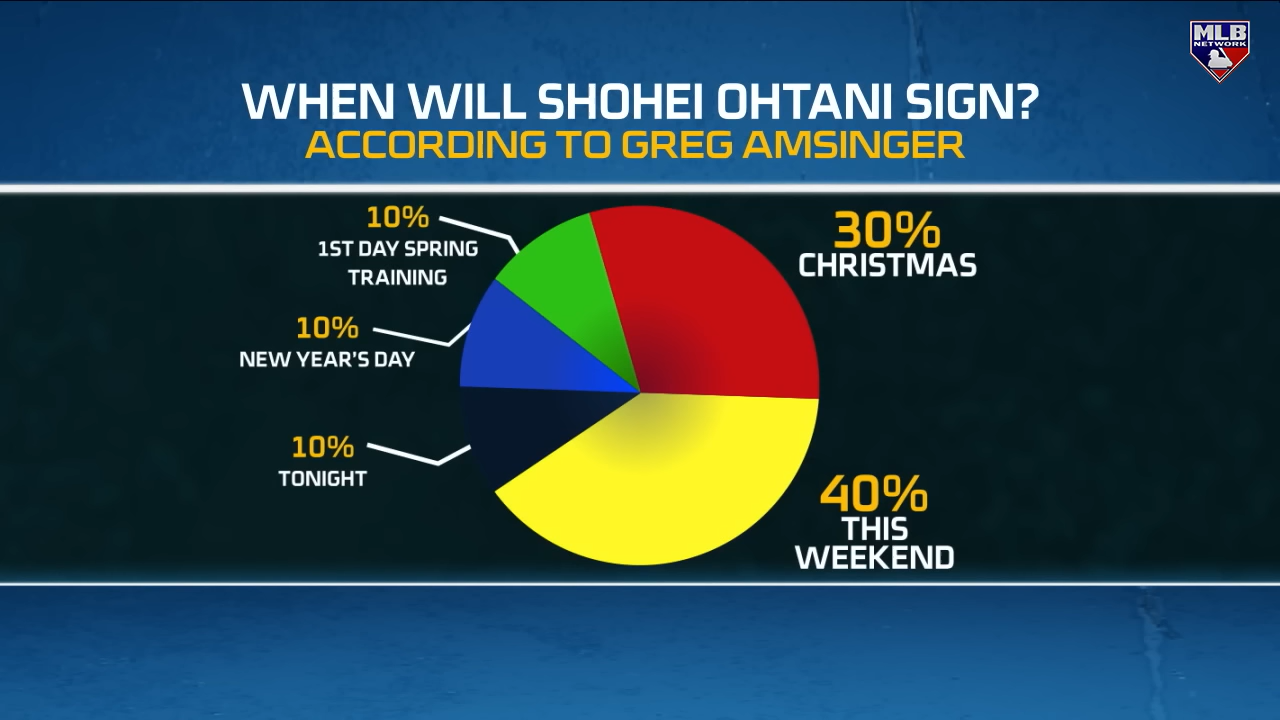 MLB
NETWORK
WHEN WILL SHOHEI OHTANI SIGN?
ACCORDING TO GREG AMSINGER
10%
1ST DAY SPRING
TRAINING
30%
CHRISTMAS
10%
NEW YEAR'S DAY
10%
TONIGHT
40%
THIS
WEEKEND